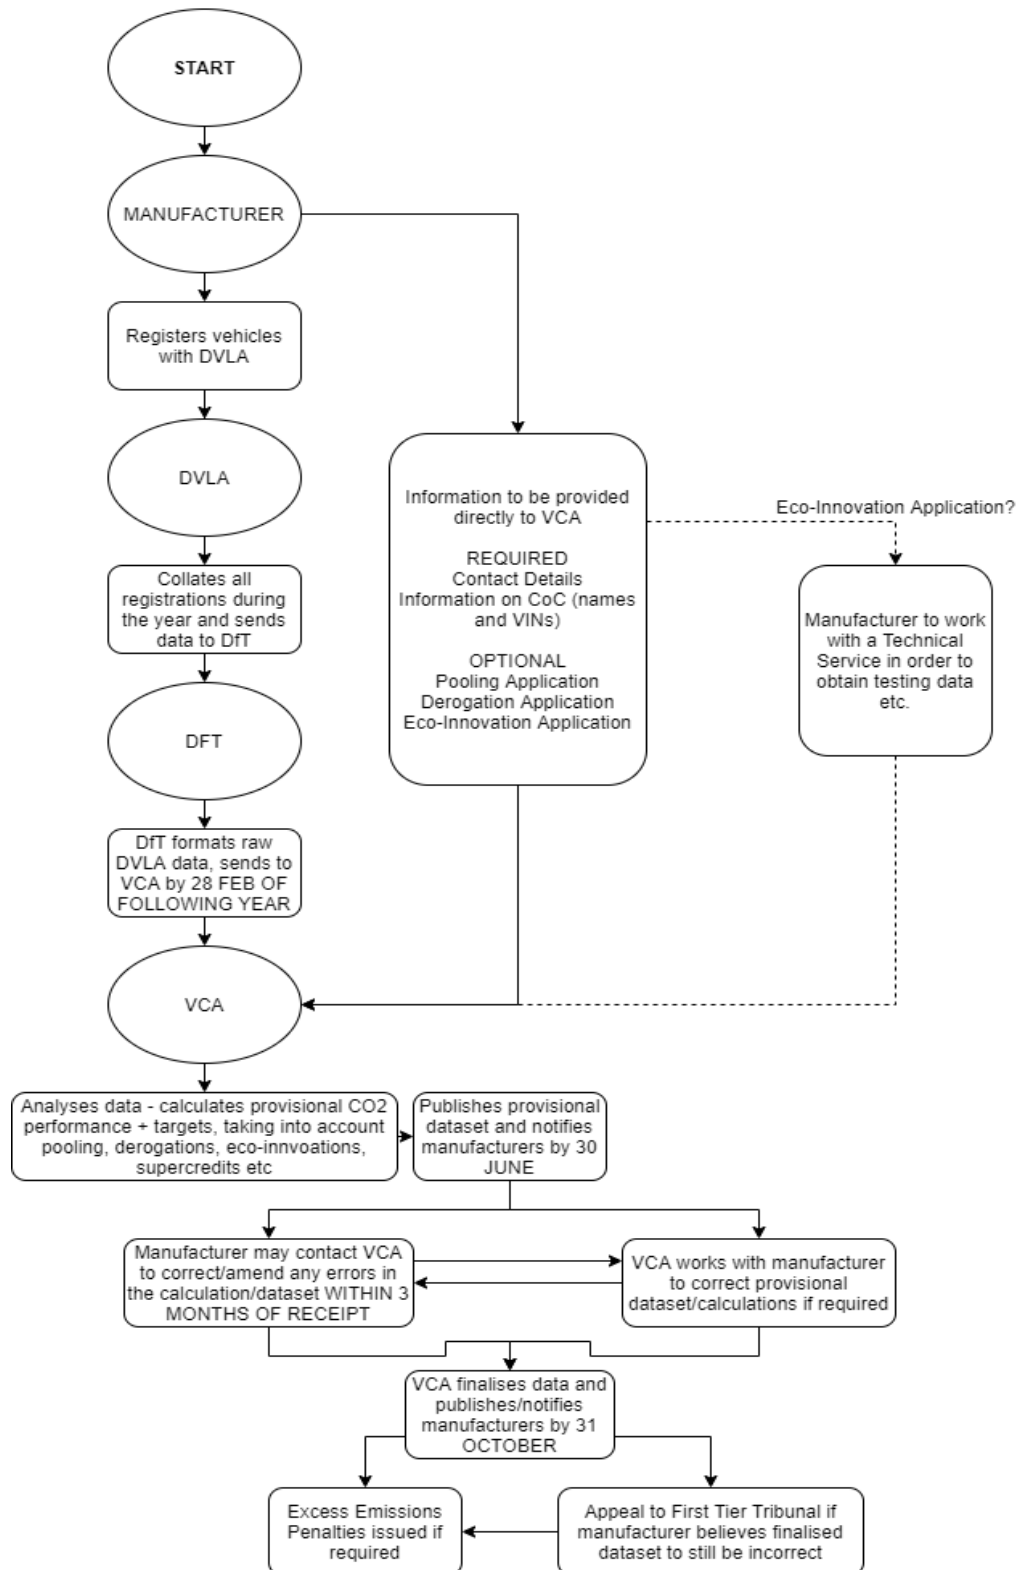 START
MANUFACTURER
Registers vehicles
with DVLA
DVLA
Collates all
registrations during
the year and sends
data to DfT
DFT
DfT formats raw
DVLA data, sends to
VCA by 28 FEB OF
FOLLOWING YEAR
VCA
Information to be provided
directly to VCA
REQUIRED
Contact Details
Information on CoC (names
and VINs)
OPTIONAL
Pooling Application
Derogation Application
Eco-Innovation Application
Eco-Innovation Application?
Manufacturer to work
with a Technical
Service in order to
obtain testing data
etc.
Analyses data - calculates provisional CO2
performance + targets, taking into account
pooling, derogations, eco-innvoations,
supercredits etc
Publishes provisional
dataset and notifies
manufacturers by 30
JUNE
Manufacturer may contact VCA
to correct/amend any errors in
the calculation/dataset WITHIN 3
MONTHS OF RECEIPT
VCA works with manufacturer
to correct provisional
dataset/calculations if required
VCA finalises data and
publishes/notifies
manufacturers by 31
OCTOBER
Excess Emissions
Penalties issued if
required
Appeal to First Tier Tribunal if
manufacturer believes finalised
dataset to still be incorrect